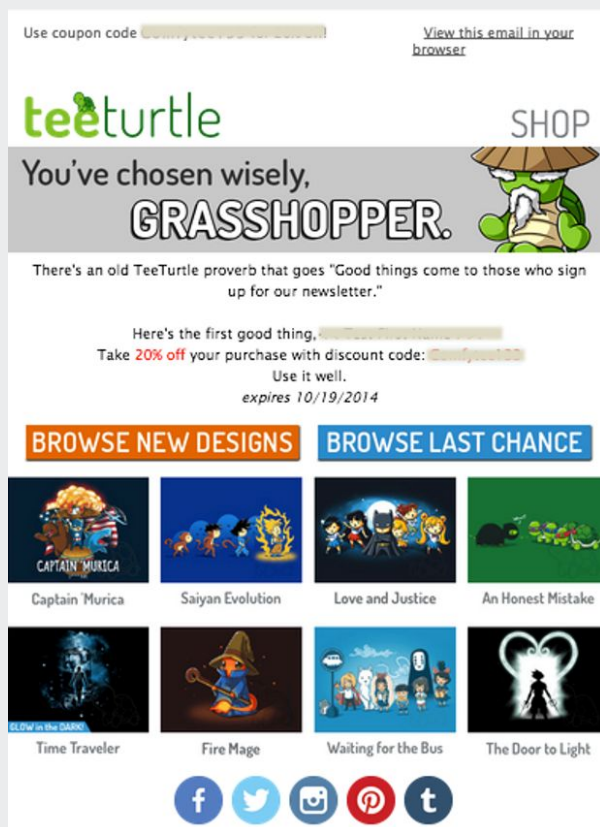 Use coupon code
View this email in your
browser
teeturtle
SHOP
You've chosen wisely,
GRASSHOPPER.
There's an old TeeTurtle proverb that goes "Good things come to those who sign
up for our newsletter."
Here's the first good thing,
Take 20% off your purchase with discount code:
Use it well.
expires 10/19/2014
BROWSE NEW DESIGNS
BROWSE LAST CHANCE
CAPTAIN 'MURICA
Captain 'Murica
Saiyan Evolution
Love and Justice
An Honest Mistake
GLOW in the DARK!
Time Traveler
Fire Mage
Waiting for the Bus
The Door to Light
f
t